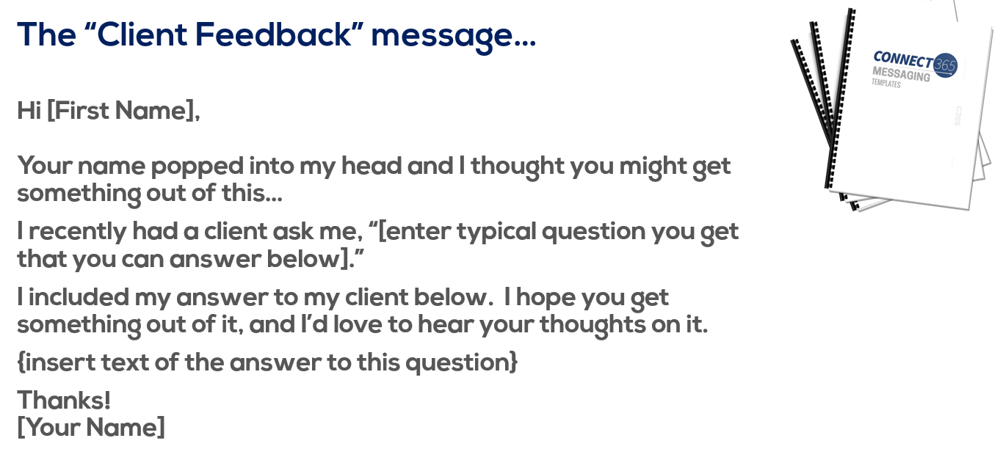 The “Client Feedback” message...
CONNECT365
MESSAGING
TEMPLATES
C365
Hi [First Name],
Your name popped into my head and I thought you might get
something out of this...
I recently had a client ask me, “[enter typical question you get
that you can answer below].”
I included my answer to my client below.  I hope you get
something out of it, and I’d love to hear your thoughts on it.
{insert text of the answer to this question}
Thanks!
[Your Name]